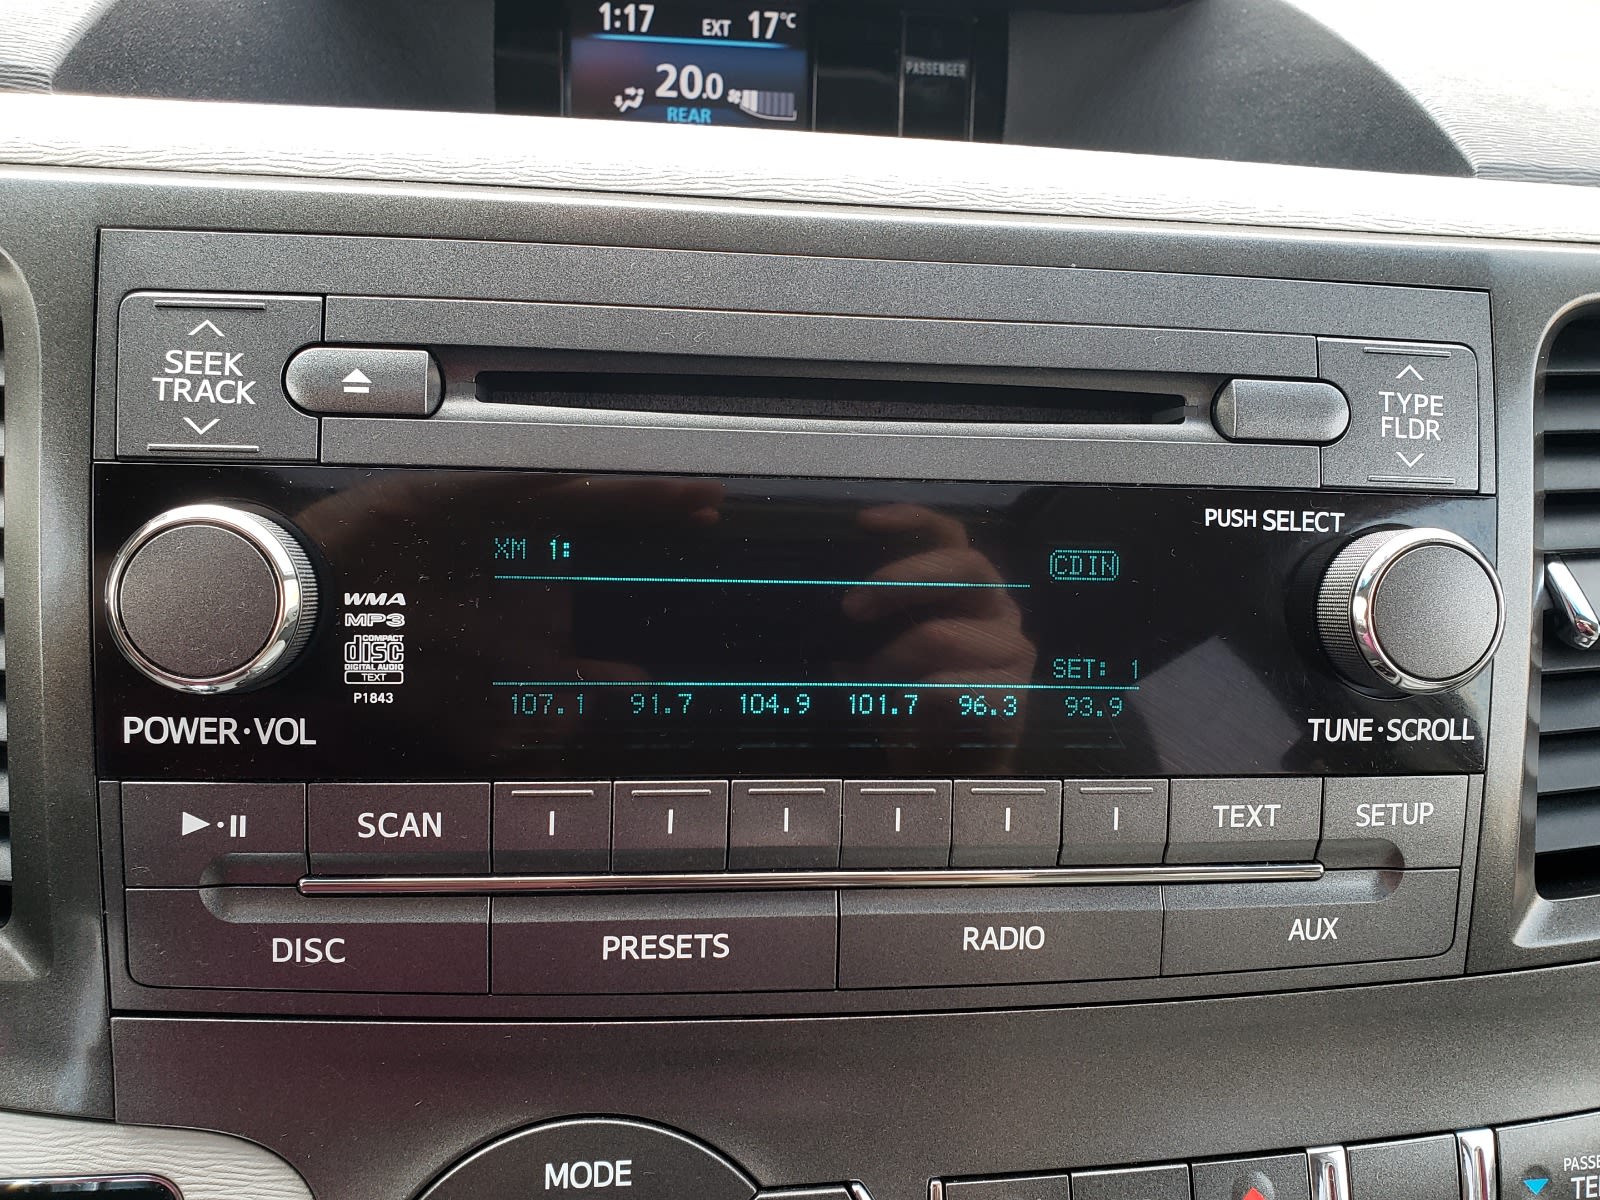 1:17 EXT 17°C
20.0
REAR
PASSENGER
SEEK
TRACK
TYPE
FLDR
PUSH SELECT
XM 1:
CD IN
WMA
MP3
COMPACT
disc
DIGITAL AUDIO
TEXT
P1843
SET: 1
107.1 91.7 104.9 101.7 96.3 93.9
POWER·VOL
TUNE·SCROLL
SCAN
TEXT
SETUP
DISC
PRESETS
RADIO
AUX
MODE